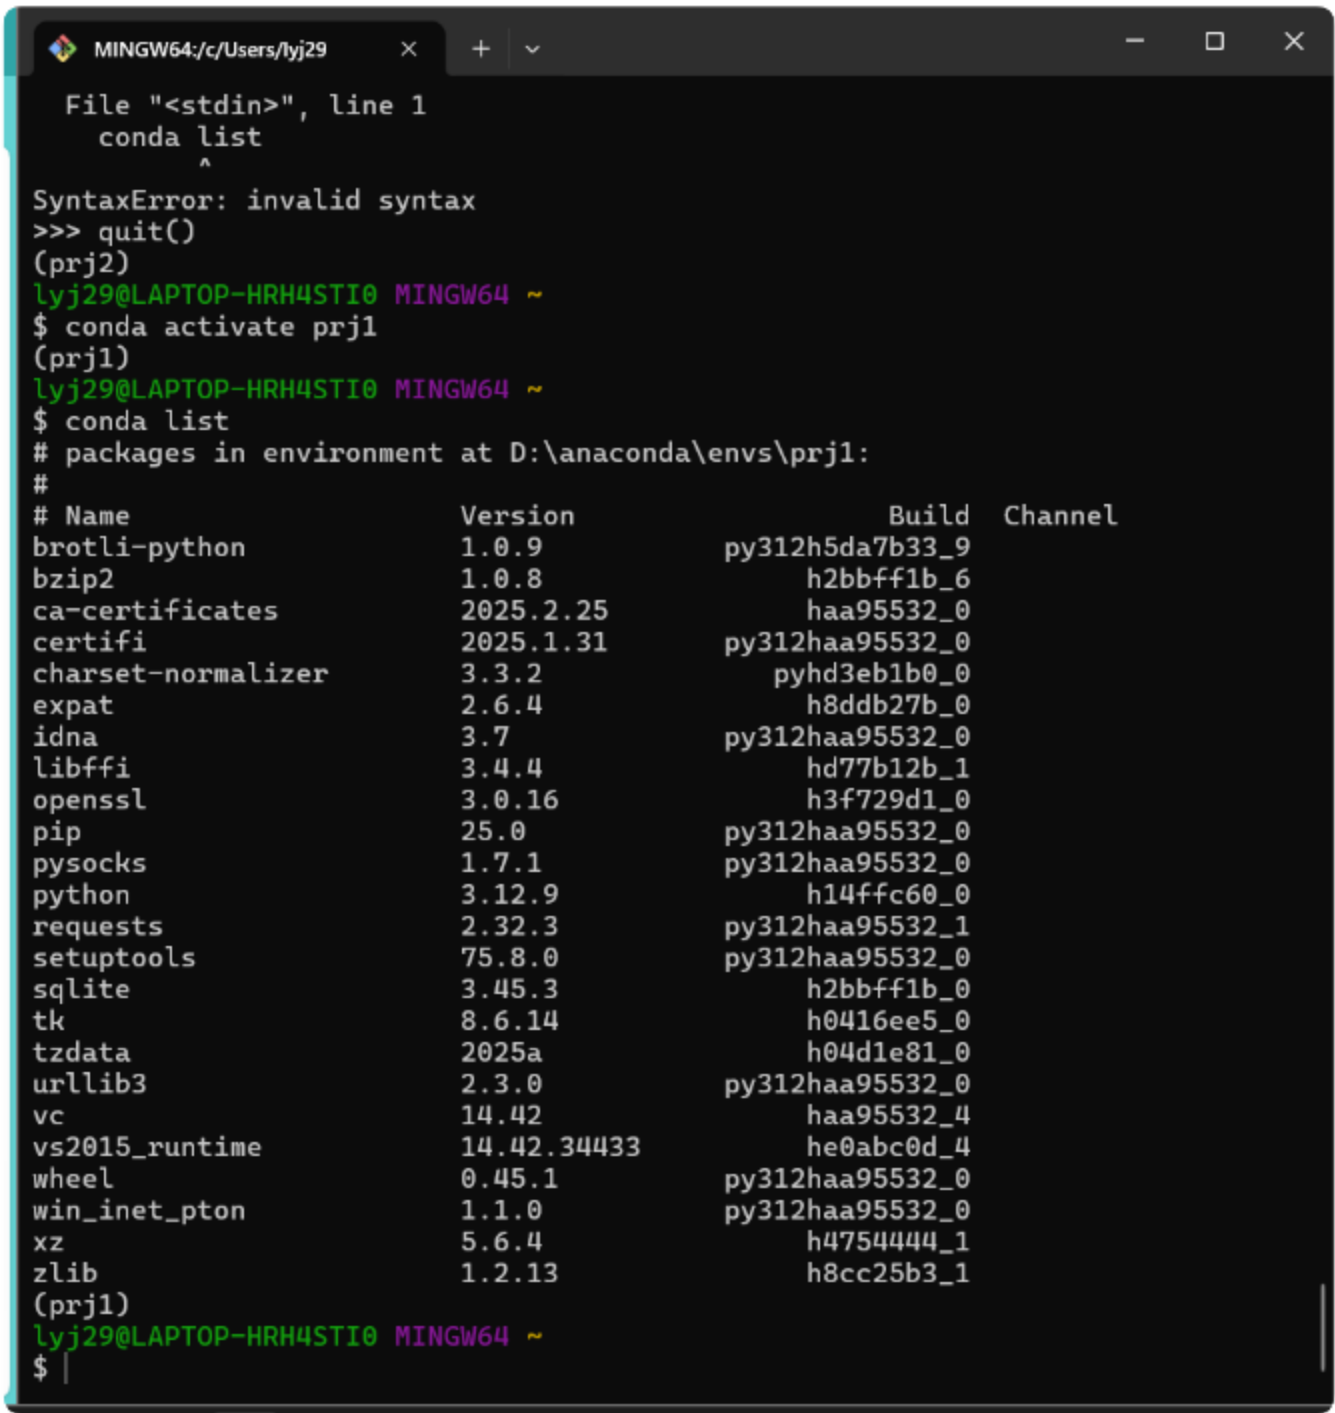 MINGW64:/c/Users/lyj29
  File "<stdin>", line 1
    conda list
          ^
SyntaxError: invalid syntax
>>> quit()
(prj2)
lyj29@LAPTOP-HRH4STI0 MINGW64 ~
$ conda activate prj1
(prj1)
lyj29@LAPTOP-HRH4STI0 MINGW64 ~
$ conda list
# packages in environment at D:\anaconda\envs\prj1:
#
# Name                    Version                   Build  Channel
brotli-python             1.0.9           py312h5da7b33_9
bzip2                     1.0.8                h2bbff1b_6
ca-certificates           2025.2.25            haa95532_0
certifi                   2025.1.31       py312haa95532_0
charset-normalizer        3.3.2              pyhd3eb1b0_0
expat                     2.6.4                h8ddb27b_0
idna                      3.7             py312haa95532_0
libffi                    3.4.4                hd77b12b_1
openssl                   3.0.16               h3f729d1_0
pip                       25.0            py312haa95532_0
pysocks                   1.7.1           py312haa95532_0
python                    3.12.9               h14ffc60_0
requests                  2.32.3          py312haa95532_1
setuptools                75.8.0          py312haa95532_0
sqlite                    3.45.3               h2bbff1b_0
tk                        8.6.14               h0416ee5_0
tzdata                    2025a                h04d1e81_0
urllib3                   2.3.0           py312haa95532_0
vc                        14.42                haa95532_4
vs2015_runtime            14.42.34433          he0abc0d_4
wheel                     0.45.1          py312haa95532_0
win_inet_pton             1.1.0           py312haa95532_0
xz                        5.6.4                h4754444_1
zlib                      1.2.13               h8cc25b3_1
(prj1)
lyj29@LAPTOP-HRH4STI0 MINGW64 ~
$